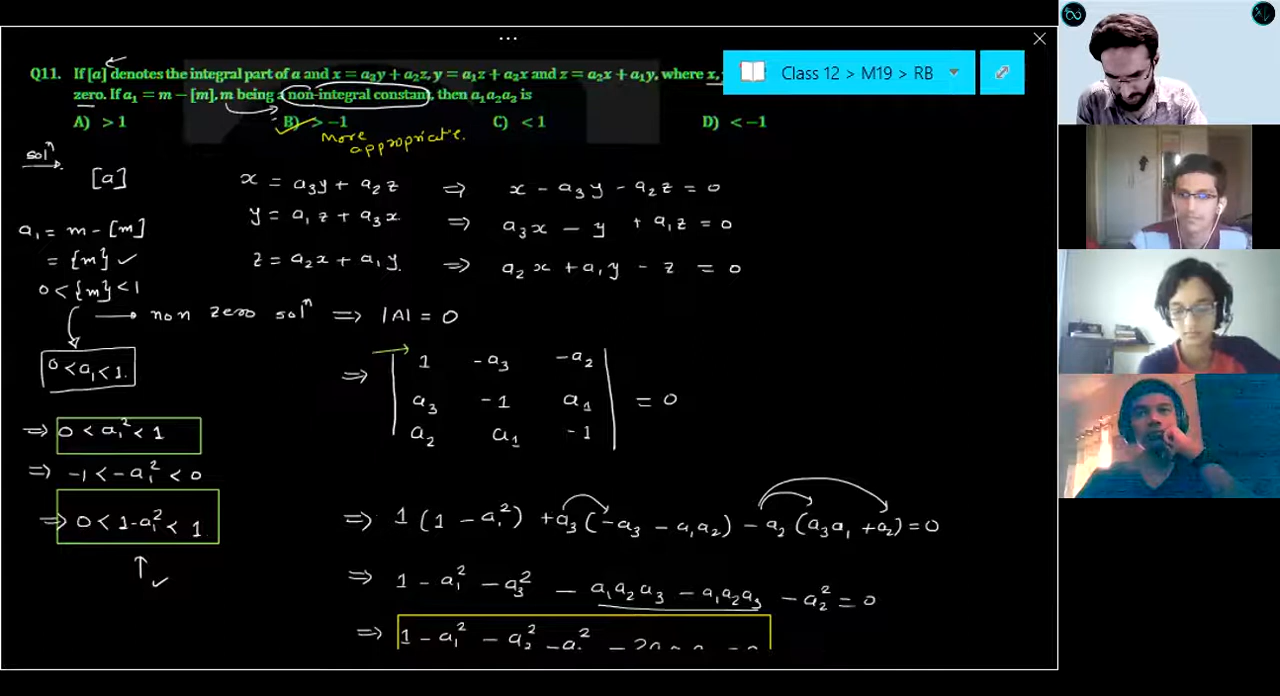 ...
Q11. If [a] denotes the integral part of a and x = a₃y + a₂z, y = a₁z + a₃x and z = a₂x + a₁y, where x,
zero. If a₁ = m − [m], m being a non-integral constant, then a₁a₂a₃ is
A) > 1 B) > −1 C) < 1 D) < −1
More appropriate.
Class 12 > M19 > RB
solⁿ
[a]
a₁ = m - [m]
= {m} ✓
0 < {m} < 1
0 < a₁ < 1.
⇒ 0 < a₁² < 1
⇒ -1 < -a₁² < 0
⇒ 0 < 1-a₁² < 1
x = a₃y + a₂z ⇒ x - a₃y - a₂z = 0
y = a₁z + a₃x ⇒ a₃x - y + a₁z = 0
z = a₂x + a₁y. ⇒ a₂x + a₁y - z = 0
non zero solⁿ ⇒ |A| = 0
1 -a₃ -a₂
⇒ a₃ -1 a₁ = 0
a₂ a₁ -1
⇒ 1(1 - a₁²) + a₃(-a₃ - a₁a₂) - a₂(a₃a₁ + a₂) = 0
⇒ 1 - a₁² - a₃² - a₁a₂a₃ - a₁a₂a₃ - a₂² = 0
⇒ 1 - a₁² - a₂²